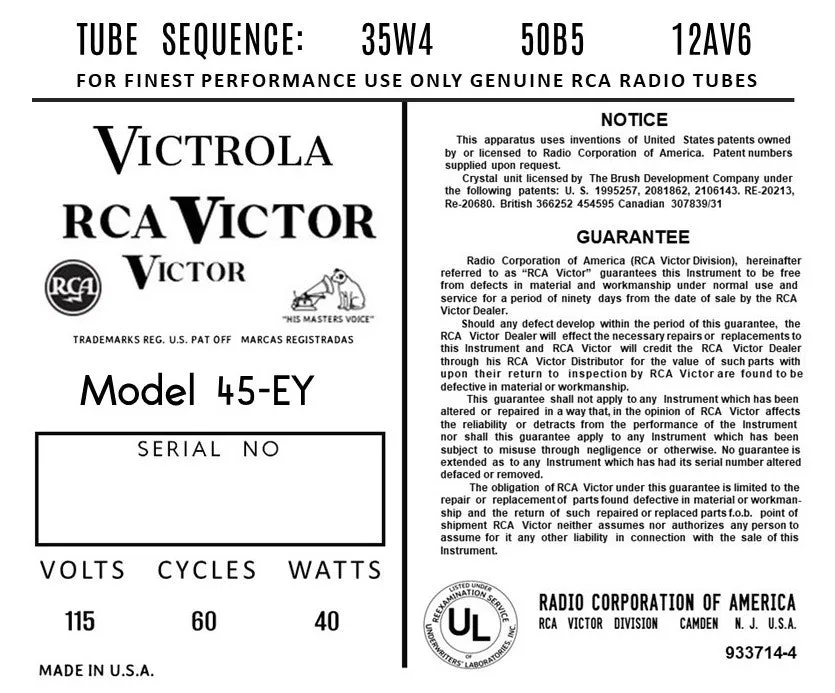 TUBE SEQUENCE: 35W4 50B5 12AV6
FOR FINEST PERFORMANCE USE ONLY GENUINE RCA RADIO TUBES
VICTROLA
RCA VICTOR
VICTOR
RCA
"HIS MASTERS VOICE"
TRADEMARKS REG. U.S. PAT OFF MARCAS REGISTRADAS
Model 45-EY
SERIAL NO
VOLTS CYCLES WATTS
115 60 40
MADE IN U.S.A.
NOTICE
This apparatus uses inventions of United States patents owned
by or licensed to Radio Corporation of America. Patent numbers
supplied upon request.
Crystal unit licensed by The Brush Development Company under
the following patents: U. S. 1995257, 2081862, 2106143. RE-20213,
Re-20680. British 366252 454595 Canadian 307839/31
GUARANTEE
Radio Corporation of America (RCA Victor Division), hereinafter
referred to as “RCA Victor” guarantees this Instrument to be free
from defects in material and workmanship under normal use and
service for a period of ninety days from the date of sale by the RCA
Victor Dealer.
Should any defect develop within the period of this guarantee, the
RCA Victor Dealer will effect the necessary repairs or replacements to
this Instrument and RCA Victor will credit the RCA Victor Dealer
through his RCA Victor Distributor for the value of such parts with
upon their return to inspection by RCA Victor are found to be
defective in material or workmanship.
This guarantee shall not apply to any Instrument which has been
altered or repaired in a way that, in the opinion of RCA Victor affects
the reliability or detracts from the performance of the Instrument
nor shall this guarantee apply to any Instrument which has been
subject to misuse through negligence or otherwise. No guarantee is
extended as to any Instrument which has had its serial number altered
defaced or removed.
The obligation of RCA Victor under this guarantee is limited to the
repair or replacement of parts found defective in material or workman-
ship and the return of such repaired or replaced parts f.o.b. point of
shipment RCA Victor neither assumes nor authorizes any person to
assume for it any other liability in connection with the sale of this
Instrument.
LISTED UNDER
REEXAMINATION SERVICE
UL
OF
UNDERWRITERS' LABORATORIES, INC.
RADIO CORPORATION OF AMERICA
RCA VICTOR DIVISION CAMDEN N. J. U.S.A.
933714-4